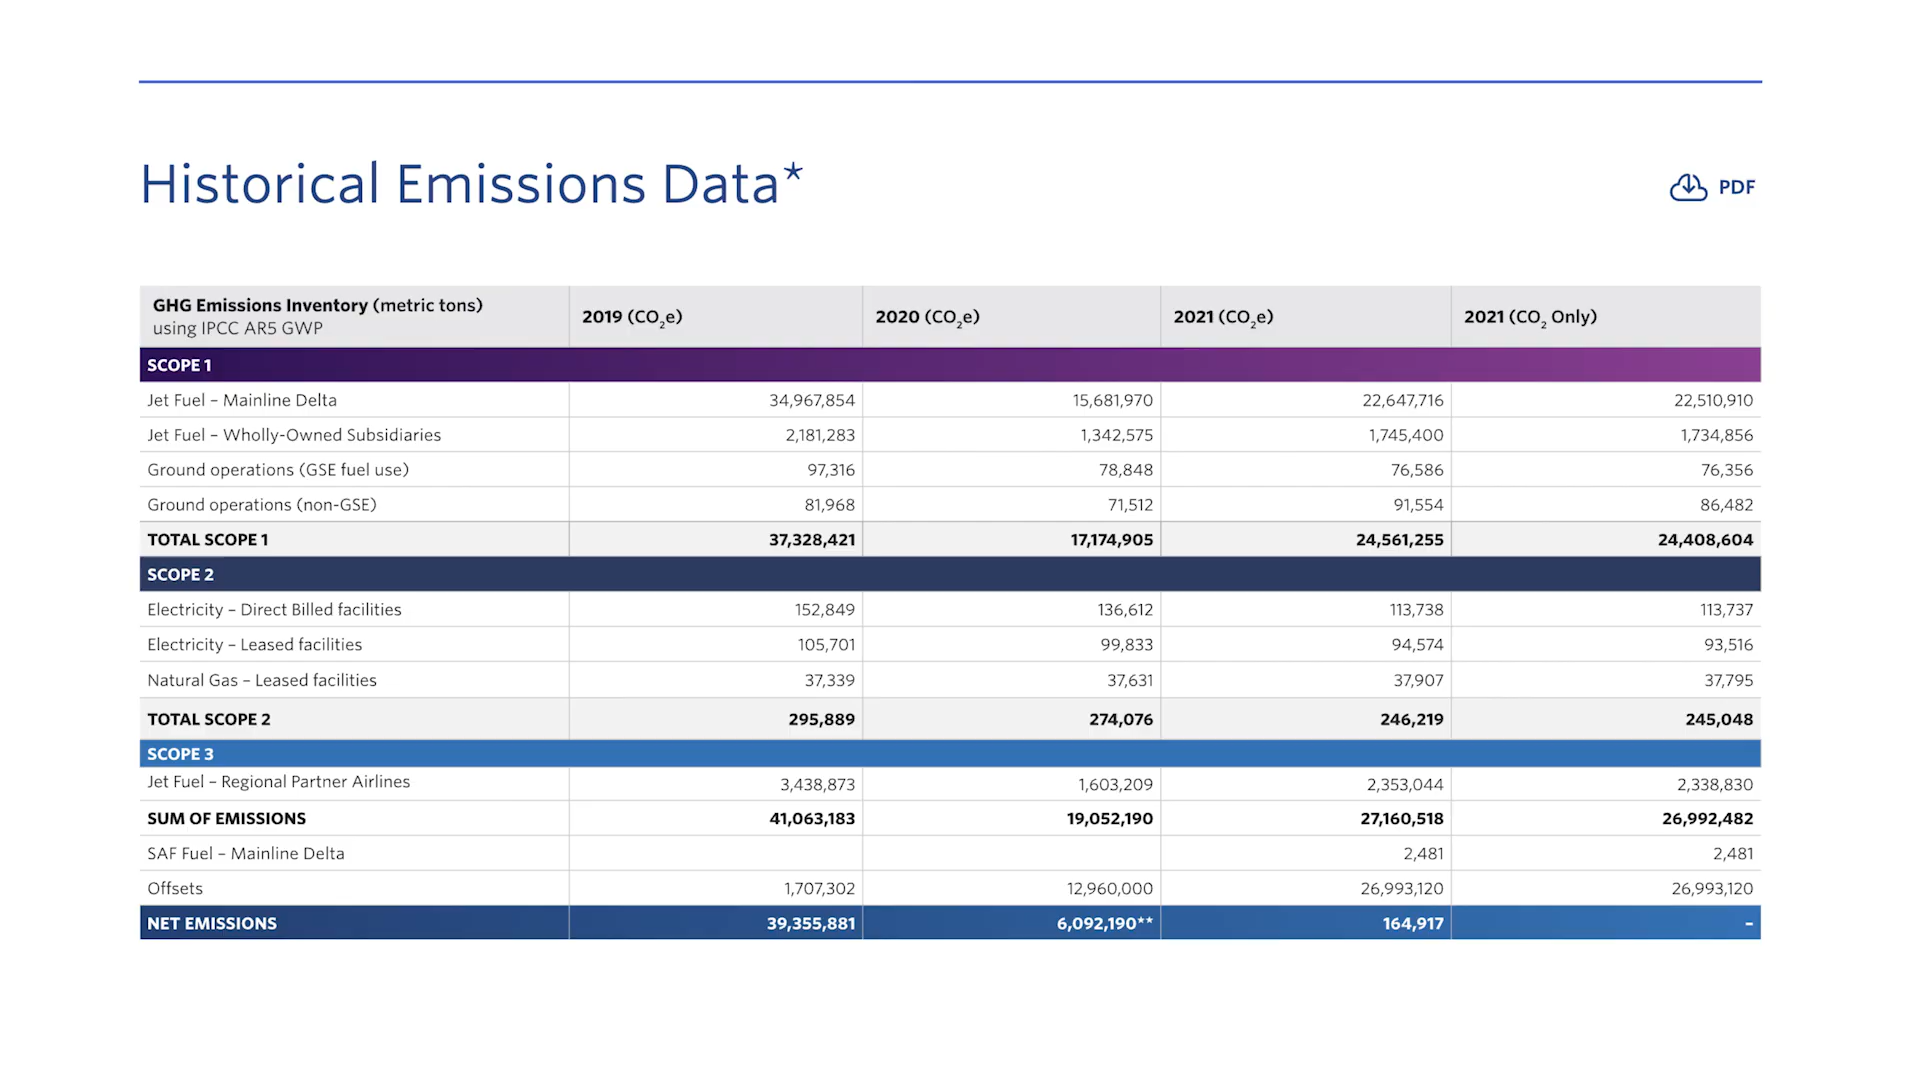 Historical Emissions Data*
PDF
GHG Emissions Inventory (metric tons)
using IPCC AR5 GWP
2019 (CO₂e) 2020 (CO₂e) 2021 (CO₂e) 2021 (CO₂ Only)
SCOPE 1
Jet Fuel – Mainline Delta 34,967,854 15,681,970 22,647,716 22,510,910
Jet Fuel – Wholly-Owned Subsidiaries 2,181,283 1,342,575 1,745,400 1,734,856
Ground operations (GSE fuel use) 97,316 78,848 76,586 76,356
Ground operations (non-GSE) 81,968 71,512 91,554 86,482
TOTAL SCOPE 1 37,328,421 17,174,905 24,561,255 24,408,604
SCOPE 2
Electricity – Direct Billed facilities 152,849 136,612 113,738 113,737
Electricity – Leased facilities 105,701 99,833 94,574 93,516
Natural Gas – Leased facilities 37,339 37,631 37,907 37,795
TOTAL SCOPE 2 295,889 274,076 246,219 245,048
SCOPE 3
Jet Fuel – Regional Partner Airlines 3,438,873 1,603,209 2,353,044 2,338,830
SUM OF EMISSIONS 41,063,183 19,052,190 27,160,518 26,992,482
SAF Fuel – Mainline Delta 2,481 2,481
Offsets 1,707,302 12,960,000 26,993,120 26,993,120
NET EMISSIONS 39,355,881 6,092,190** 164,917 –